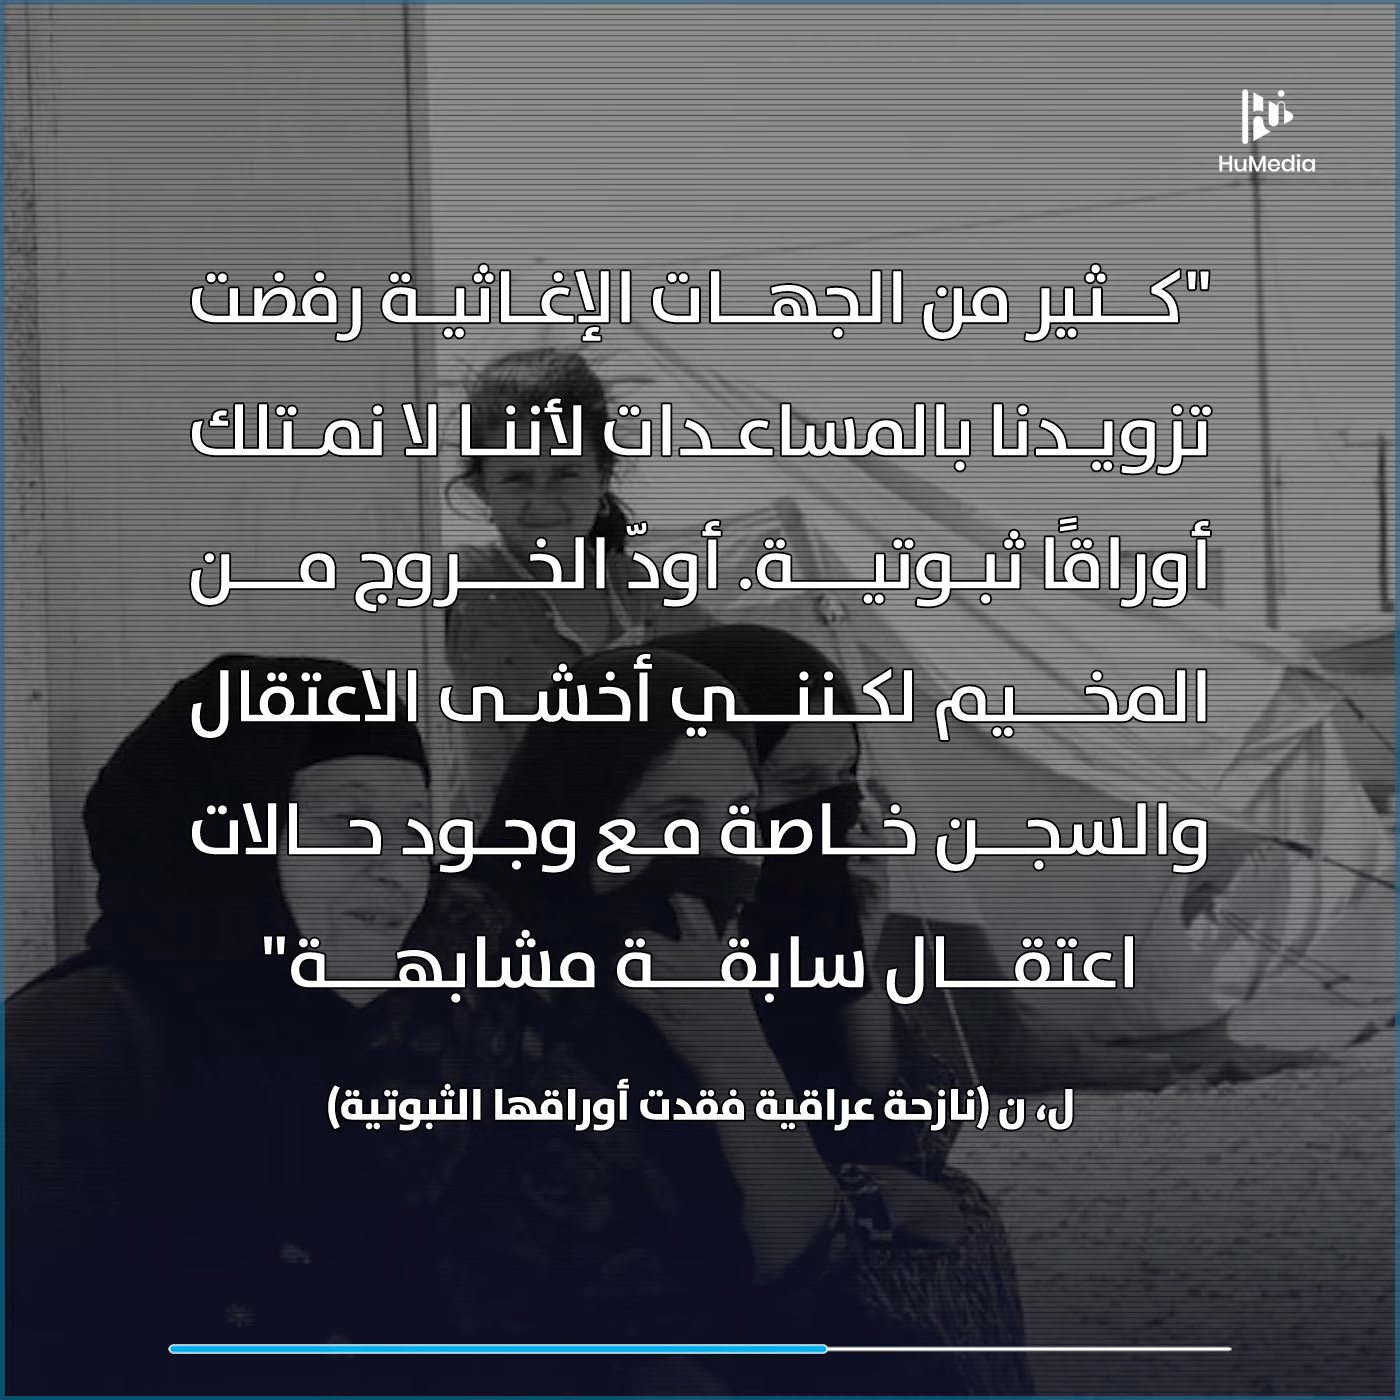 HuMedia
"كثير من الجهات الإغاثية رفضت
تزويدنا بالمساعدات لأننا لا نمتلك
أوراقًا ثبوتية. أودّ الخروج من
المخيم لكنني أخشى الاعتقال
والسجن خاصة مع وجود حالات
اعتقال سابقة مشابهة"
ل، ن (نازحة عراقية فقدت أوراقها الثبوتية)